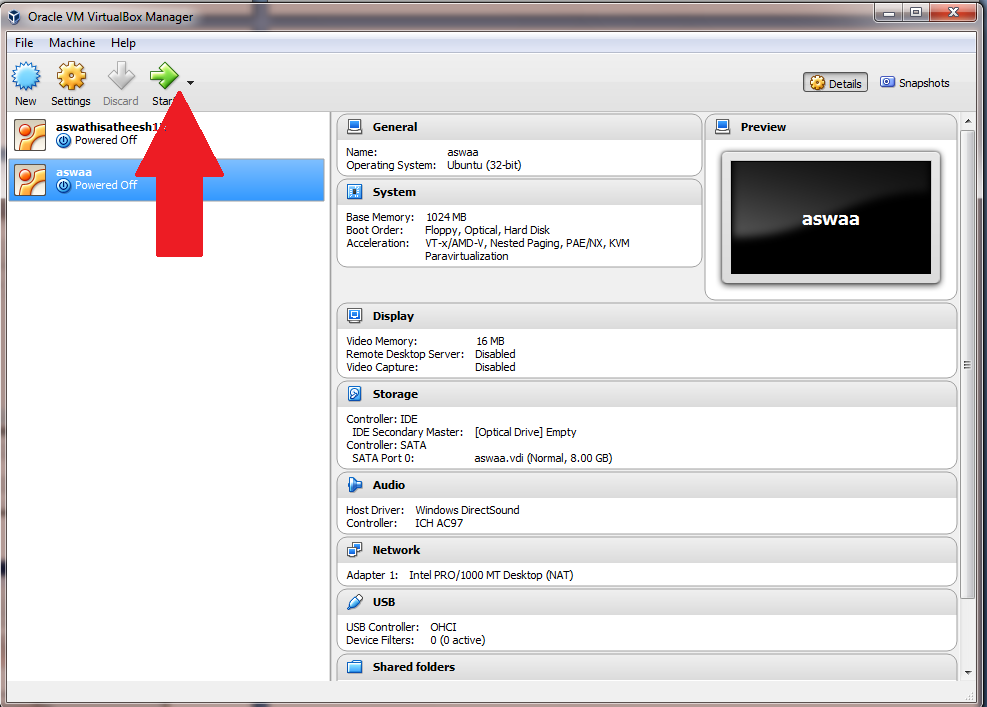 Oracle VM VirtualBox Manager
File Machine Help
New Settings Discard
Details Snapshots
Powered Off
aswaa
Powered Off
General
Name: aswaa
Operating System: Ubuntu (32-bit)
System
Base Memory: 1024 MB
Boot Order: Floppy, Optical, Hard Disk
Acceleration: VT-x/AMD-V, Nested Paging, PAE/NX, KVM
Paravirtualization
Preview
aswaa
Display
Video Memory: 16 MB
Remote Desktop Server: Disabled
Video Capture: Disabled
Storage
Controller: IDE
IDE Secondary Master: [Optical Drive] Empty
Controller: SATA
SATA Port 0: aswaa.vdi (Normal, 8.00 GB)
Audio
Host Driver: Windows DirectSound
Controller: ICH AC97
Network
Adapter 1: Intel PRO/1000 MT Desktop (NAT)
USB
USB Controller: OHCI
Device Filters: 0 (0 active)
Shared folders